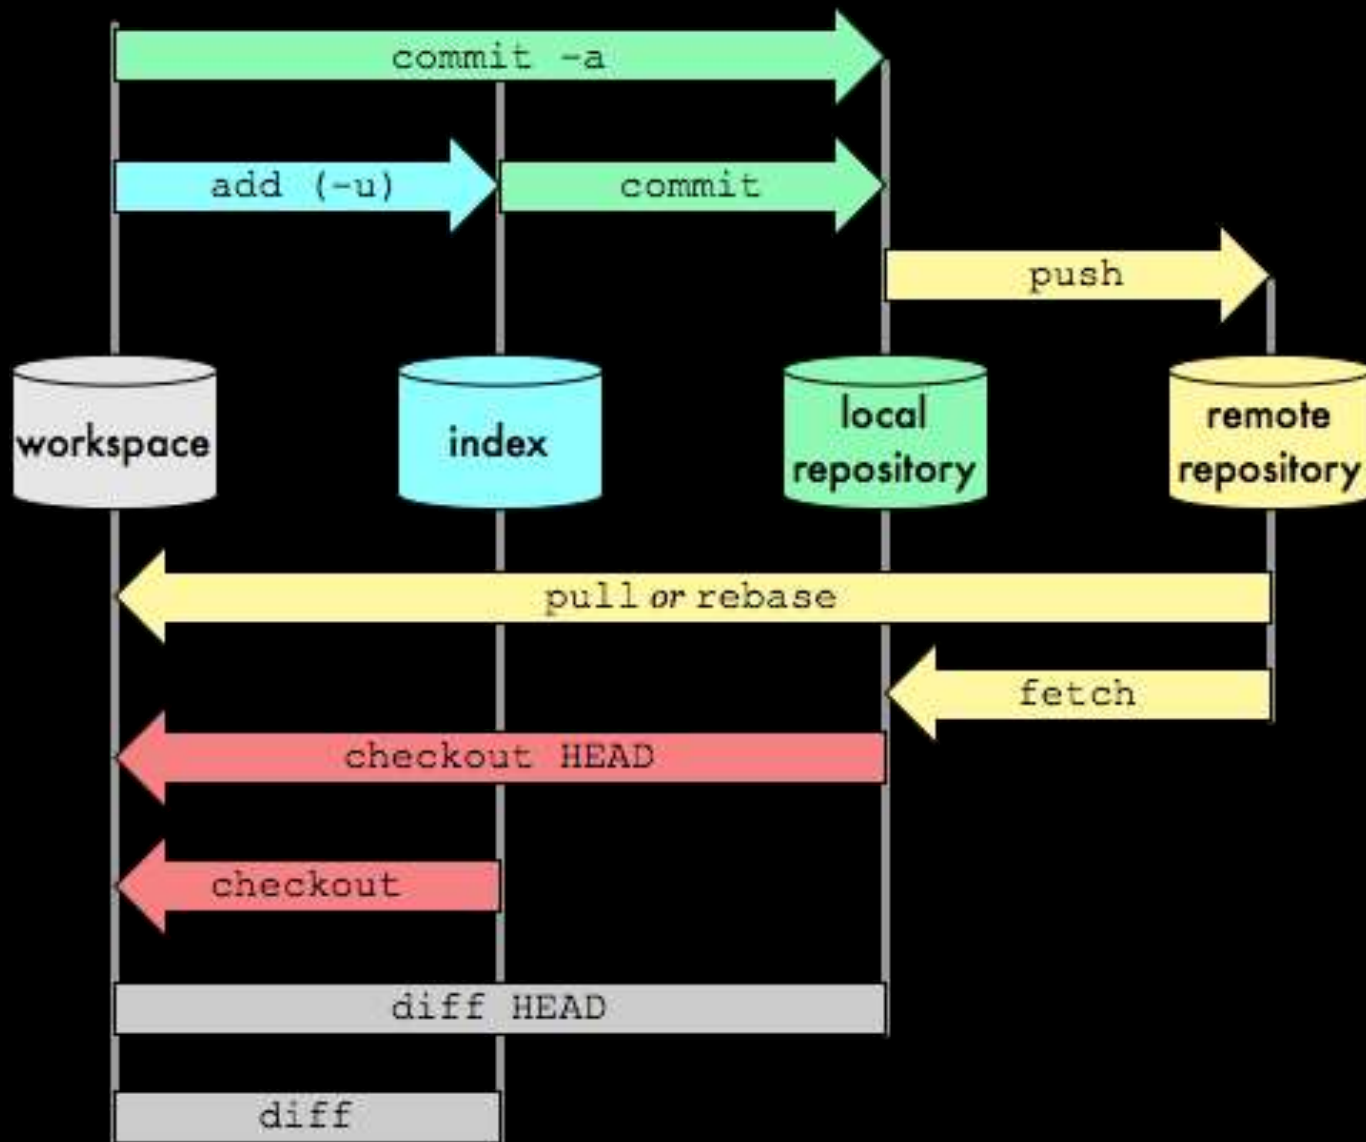 commit -a
add (-u)
commit
push
workspace
index
local
repository
remote
repository
pull or rebase
fetch
checkout HEAD
checkout
diff HEAD
diff